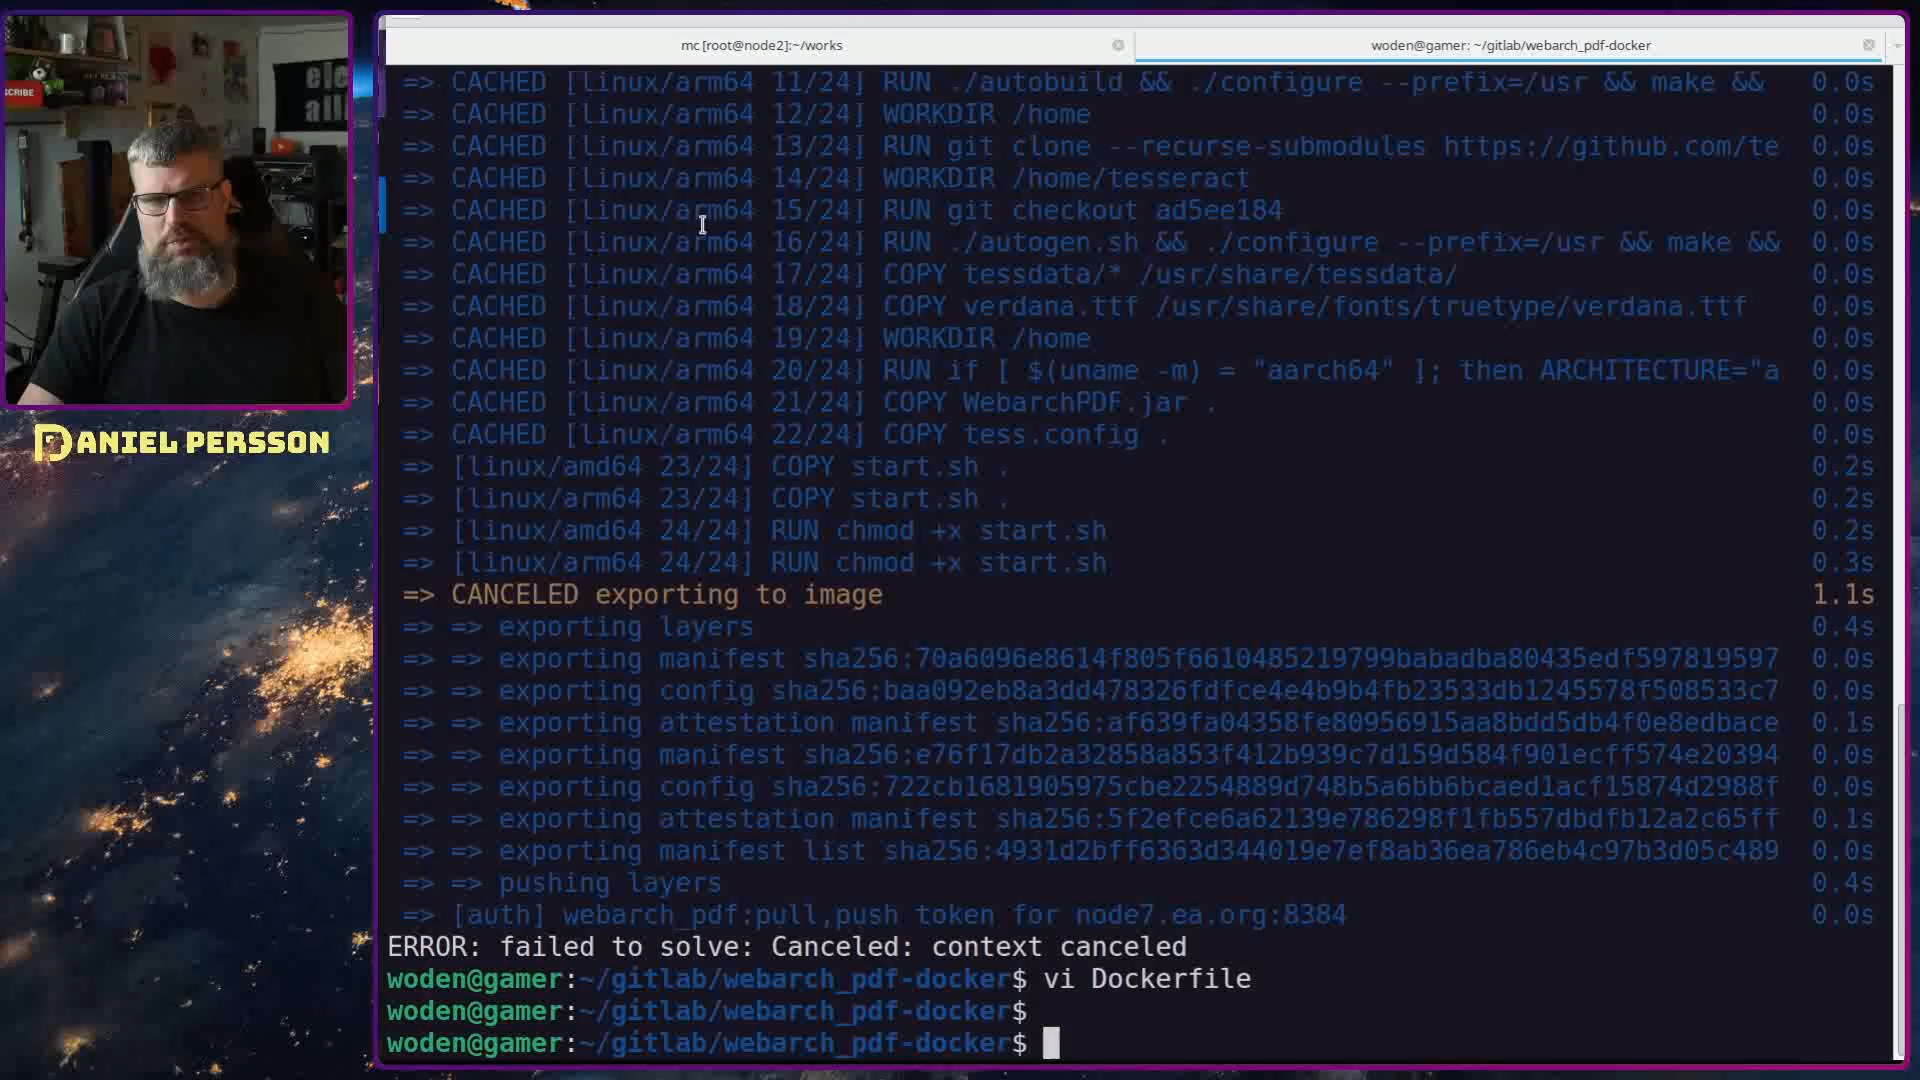 mc [root@node2]:~/works
woden@gamer: ~/gitlab/webarch_pdf-docker
=> CACHED [linux/arm64 11/24] RUN ./autobuild && ./configure --prefix=/usr && make && 0.0s
=> CACHED [linux/arm64 12/24] WORKDIR /home 0.0s
=> CACHED [linux/arm64 13/24] RUN git clone --recurse-submodules https://github.com/te 0.0s
=> CACHED [linux/arm64 14/24] WORKDIR /home/tesseract 0.0s
=> CACHED [linux/arm64 15/24] RUN git checkout ad5ee184 0.0s
=> CACHED [linux/arm64 16/24] RUN ./autogen.sh && ./configure --prefix=/usr && make && 0.0s
=> CACHED [linux/arm64 17/24] COPY tessdata/* /usr/share/tessdata/ 0.0s
=> CACHED [linux/arm64 18/24] COPY verdana.ttf /usr/share/fonts/truetype/verdana.ttf 0.0s
=> CACHED [linux/arm64 19/24] WORKDIR /home 0.0s
=> CACHED [linux/arm64 20/24] RUN if [ $(uname -m) = "aarch64" ]; then ARCHITECTURE="a 0.0s
=> CACHED [linux/arm64 21/24] COPY WebarchPDF.jar . 0.0s
=> CACHED [linux/arm64 22/24] COPY tess.config . 0.0s
=> [linux/amd64 23/24] COPY start.sh . 0.2s
=> [linux/arm64 23/24] COPY start.sh . 0.2s
=> [linux/amd64 24/24] RUN chmod +x start.sh 0.2s
=> [linux/arm64 24/24] RUN chmod +x start.sh 0.3s
=> CANCELED exporting to image 1.1s
=> => exporting layers 0.4s
=> => exporting manifest sha256:70a6096e8614f805f6610485219799babadba80435edf597819597 0.0s
=> => exporting config sha256:baa092eb8a3dd478326fdfce4e4b9b4fb23533db1245578f508533c7 0.0s
=> => exporting attestation manifest sha256:af639fa04358fe80956915aa8bdd5db4f0e8edbace 0.1s
=> => exporting manifest sha256:e76f17db2a32858a853f412b939c7d159d584f901ecff574e20394 0.0s
=> => exporting config sha256:722cb1681905975cbe2254889d748b5a6bb6bcaed1acf15874d2988f 0.0s
=> => exporting attestation manifest sha256:5f2efce6a62139e786298f1fb557dbdfb12a2c65ff 0.1s
=> => exporting manifest list sha256:4931d2bff6363d344019e7ef8ab36ea786eb4c97b3d05c489 0.0s
=> => pushing layers 0.4s
=> [auth] webarch_pdf:pull,push token for node7.ea.org:8384 0.0s
ERROR: failed to solve: Canceled: context canceled
woden@gamer:~/gitlab/webarch_pdf-docker$ vi Dockerfile
woden@gamer:~/gitlab/webarch_pdf-docker$
woden@gamer:~/gitlab/webarch_pdf-docker$
SCRIBE
DANIEL PERSSON